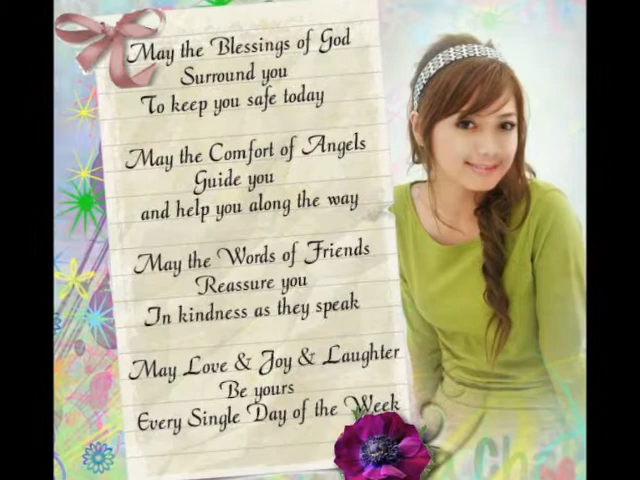 May the Blessings of God
Surround you
To keep you safe today
May the Comfort of Angels
Guide you
and help you along the way
May the Words of Friends
Reassure you
In kindness as they speak
May Love & Joy & Laughter
Be yours
Every Single Day of the Week